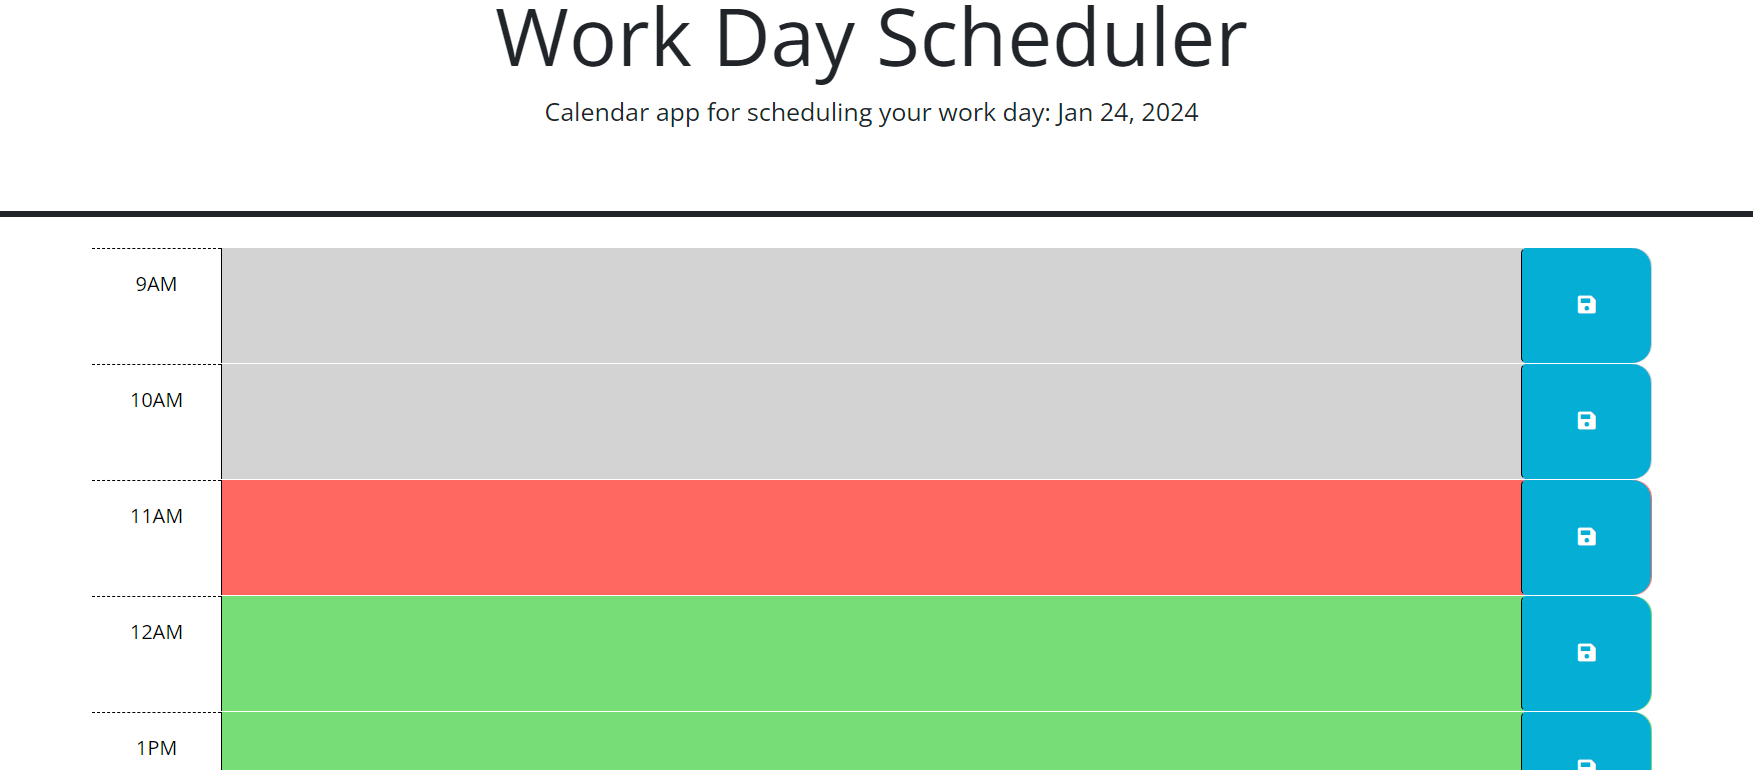 Work Day Scheduler
Calendar app for scheduling your work day: Jan 24, 2024
9AM
10AM
11AM
12AM
1PM